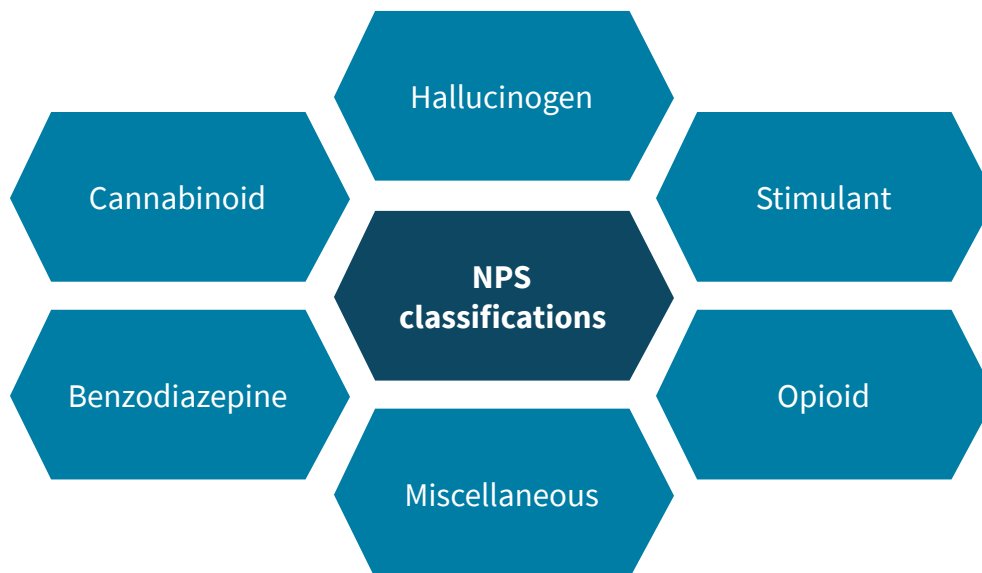 Hallucinogen
Cannabinoid
Stimulant
NPS
classifications
Benzodiazepine
Opioid
Miscellaneous